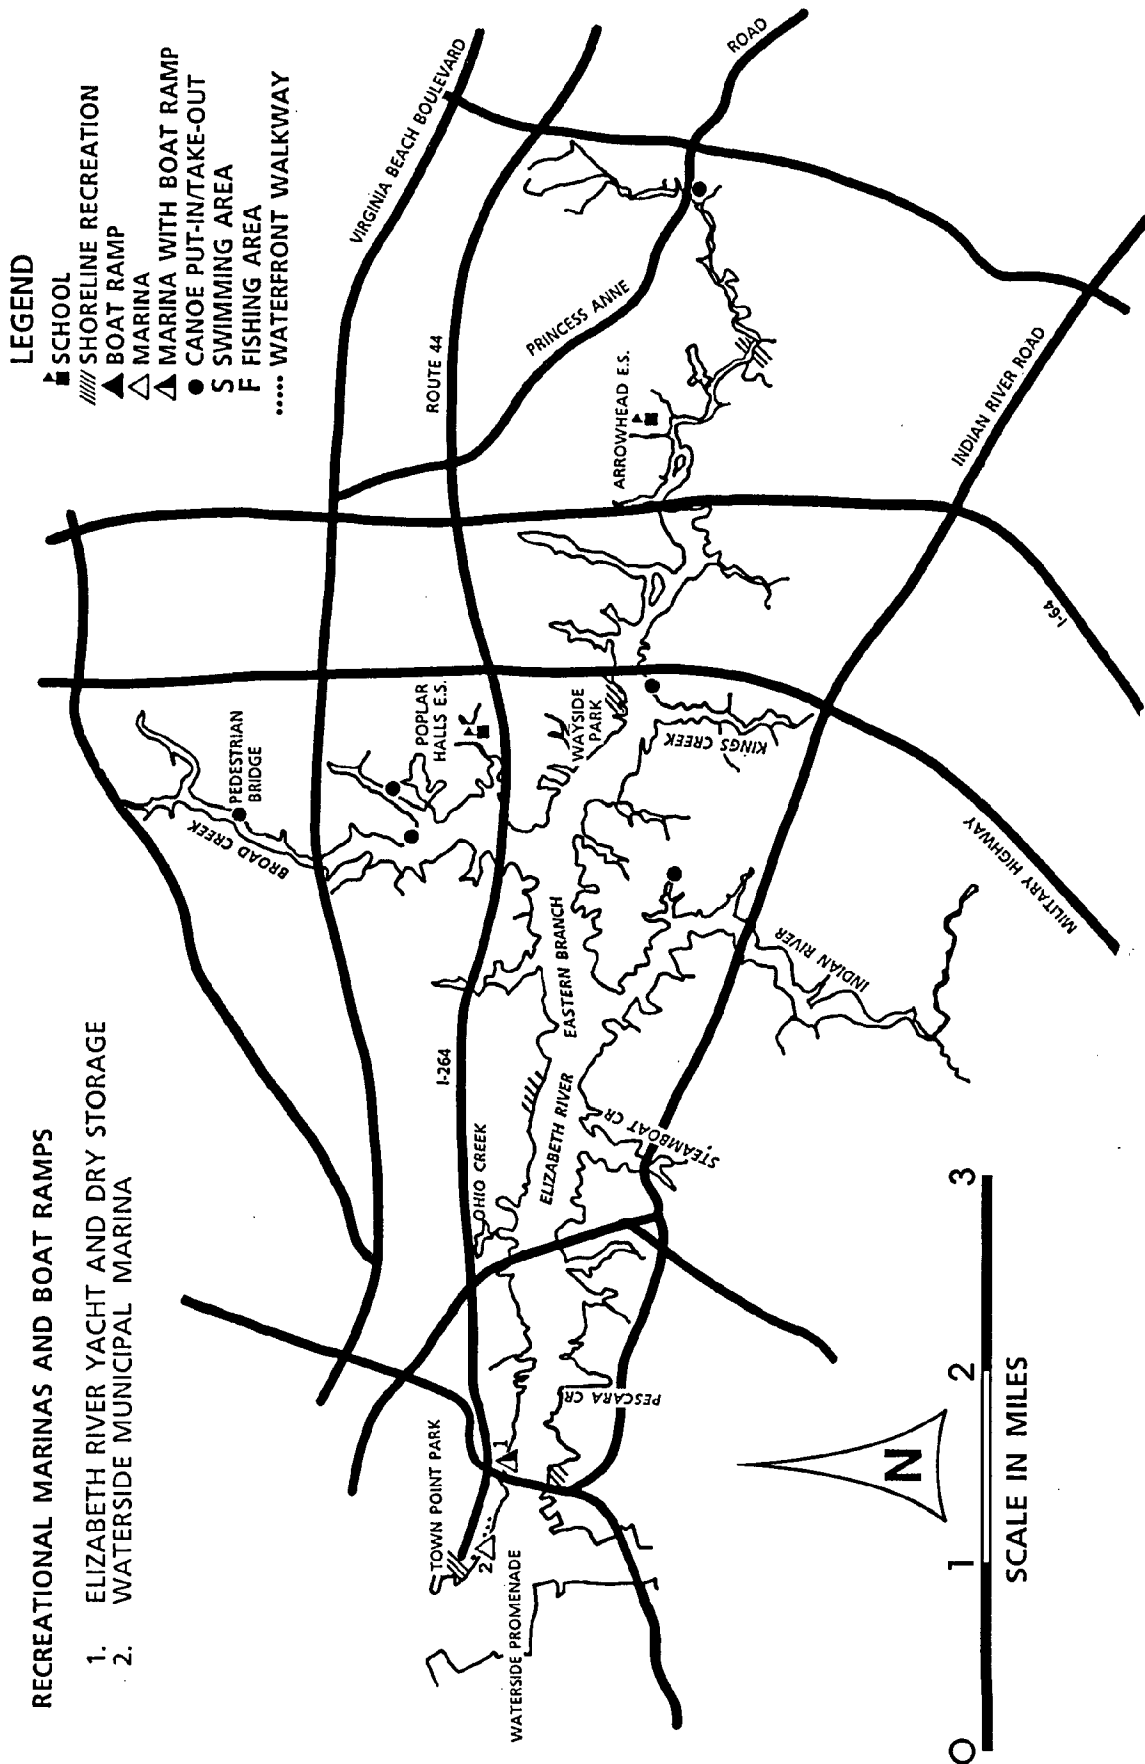 RECREATIONAL MARINAS AND BOAT RAMPS
1. ELIZABETH RIVER YACHT AND DRY STORAGE
2. WATERSIDE MUNICIPAL MARINA
LEGEND
SCHOOL
SHORELINE RECREATION
BOAT RAMP
MARINA
MARINA WITH BOAT RAMP
CANOE PUT-IN/TAKE-OUT
S SWIMMING AREA
F FISHING AREA
WATERFRONT WALKWAY
VIRGINIA BEACH BOULEVARD
ROUTE 44
PRINCESS ANNE
ROAD
PEDESTRIAN
BRIDGE
BROAD CREEK
POPLAR
HALLS E.S.
ARROWHEAD E.S.
WAYSIDE
PARK
KINGS CREEK
I-264
OHIO CREEK
EASTERN BRANCH
ELIZABETH RIVER
STEAMBOAT CR
INDIAN RIVER
INDIAN RIVER ROAD
I-64
MILITARY HIGHWAY
TOWN POINT PARK
2
1
PESCARA CR
WATERSIDE PROMENADE
N
0 1 2 3
SCALE IN MILES